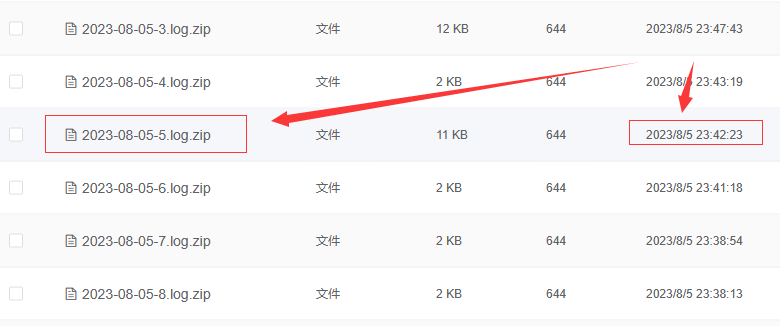 2023-08-05-3.log.zip 文件 12 KB 644 2023/8/5 23:47:43
2023-08-05-4.log.zip 文件 2 KB 644 2023/8/5 23:43:19
2023-08-05-5.log.zip 文件 11 KB 644 2023/8/5 23:42:23
2023-08-05-6.log.zip 文件 2 KB 644 2023/8/5 23:41:18
2023-08-05-7.log.zip 文件 2 KB 644 2023/8/5 23:38:54
2023-08-05-8.log.zip 文件 2 KB 644 2023/8/5 23:38:13